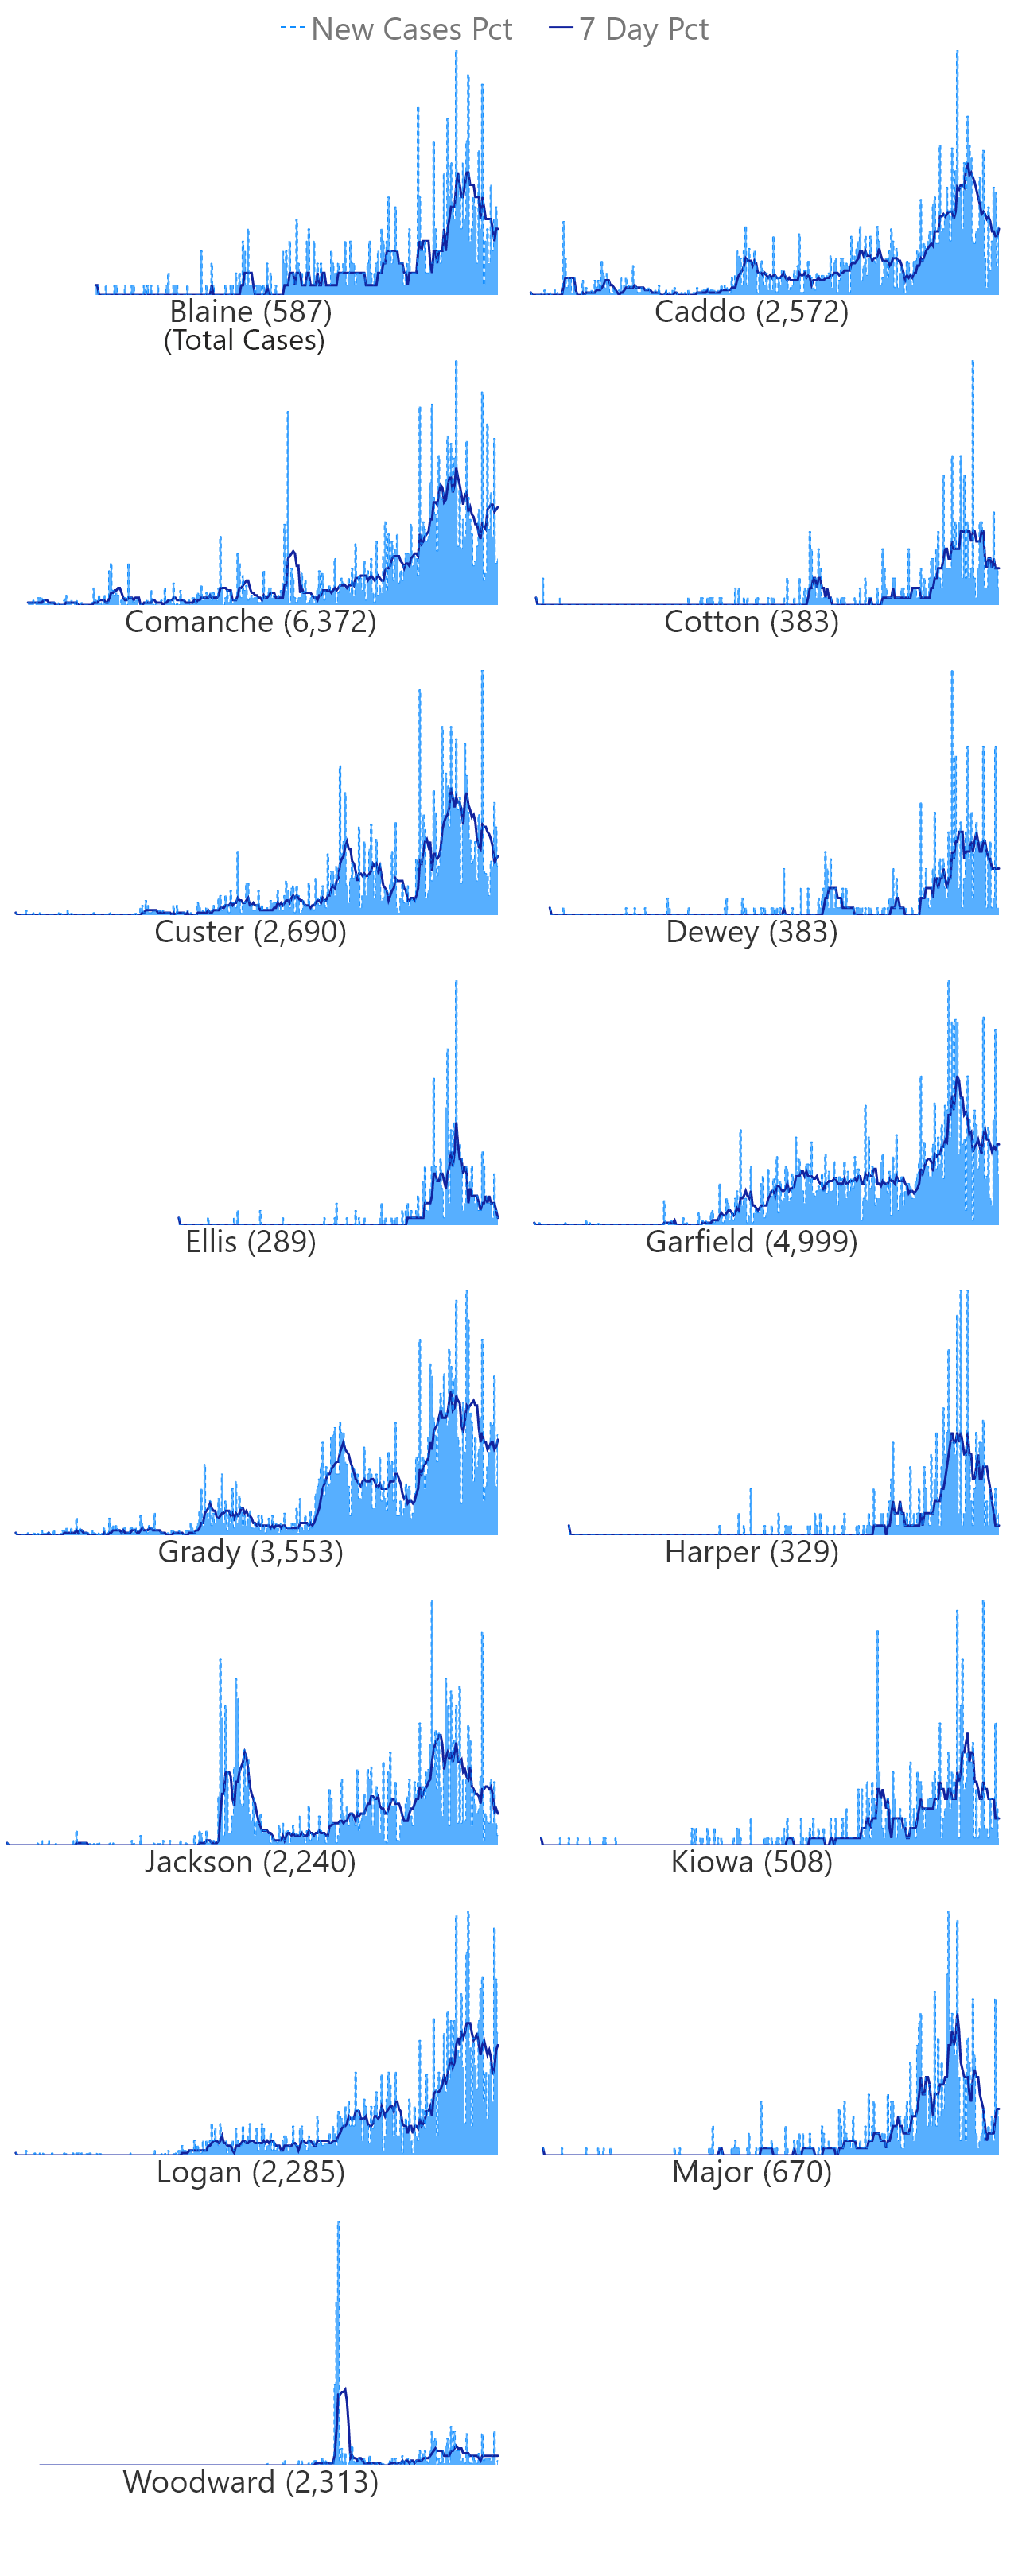 New Cases Pct 7 Day Pct
Blaine (587) Caddo (2,572)
(Total Cases)
Comanche (6,372) Cotton (383)
Custer (2,690) Dewey (383)
Ellis (289) Garfield (4,999)
Grady (3,553) Harper (329)
Jackson (2,240) Kiowa (508)
Logan (2,285) Major (670)
Woodward (2,313)